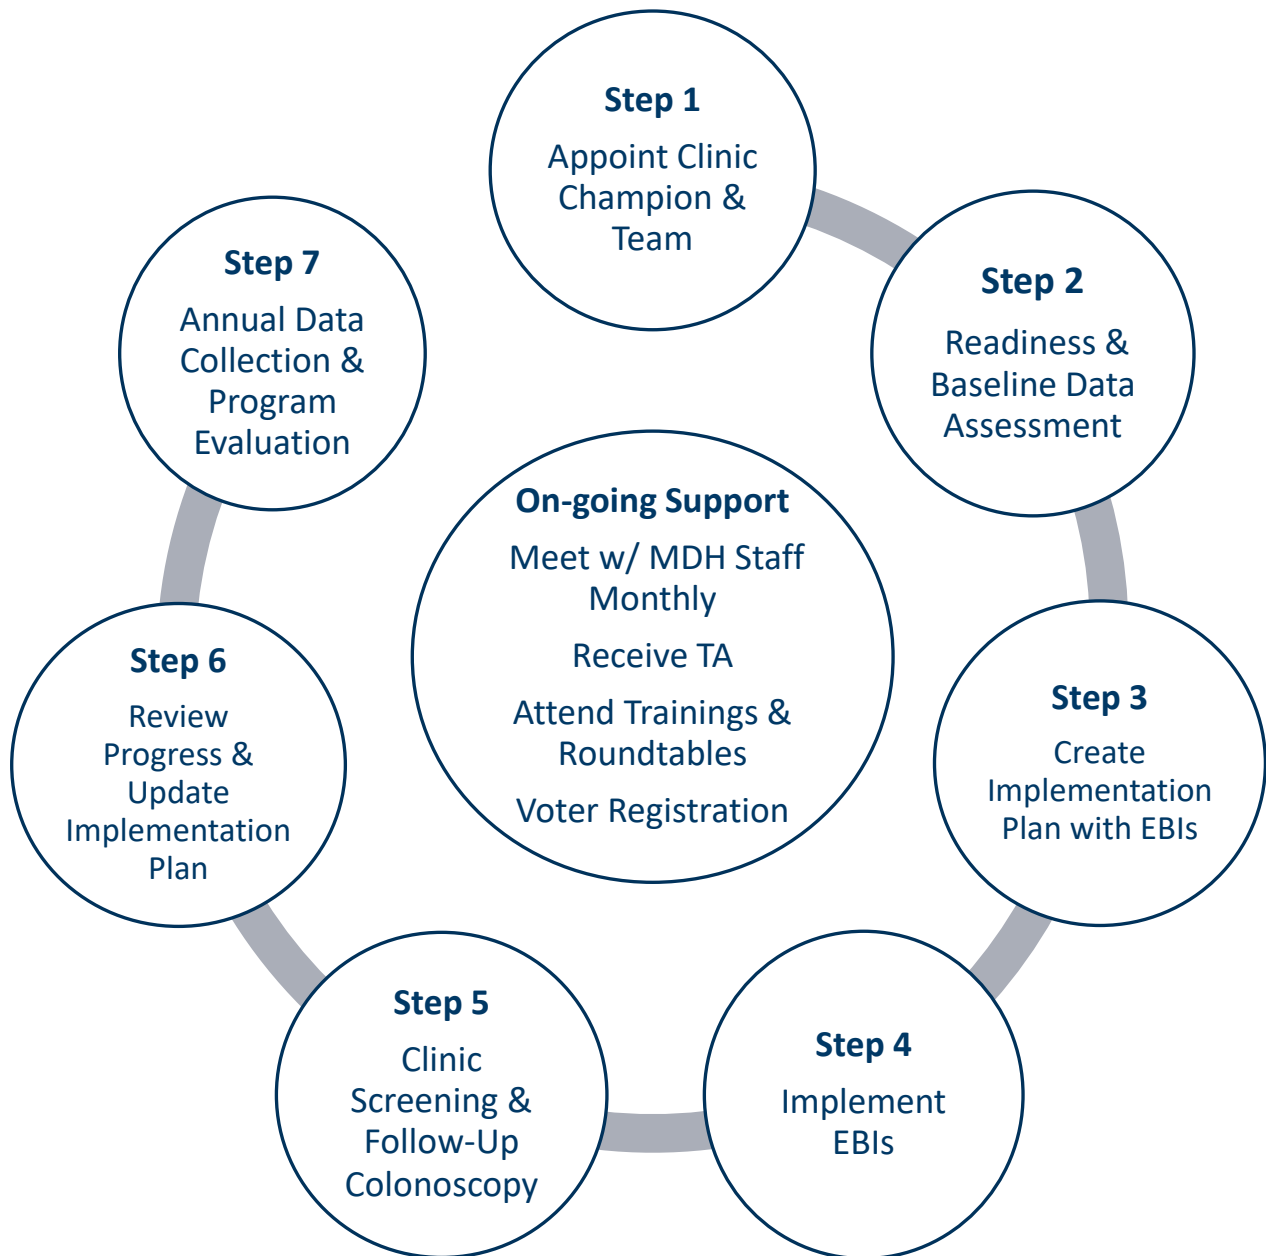 Step 1
Appoint Clinic
Champion &
Team
Step 2
Readiness &
Baseline Data
Assessment
Step 3
Create
Implementation
Plan with EBIs
Step 4
Implement
EBIs
Step 5
Clinic
Screening &
Follow-Up
Colonoscopy
Step 6
Review
Progress &
Update
Implementation
Plan
Step 7
Annual Data
Collection &
Program
Evaluation
On-going Support
Meet w/ MDH Staff
Monthly
Receive TA
Attend Trainings &
Roundtables
Voter Registration